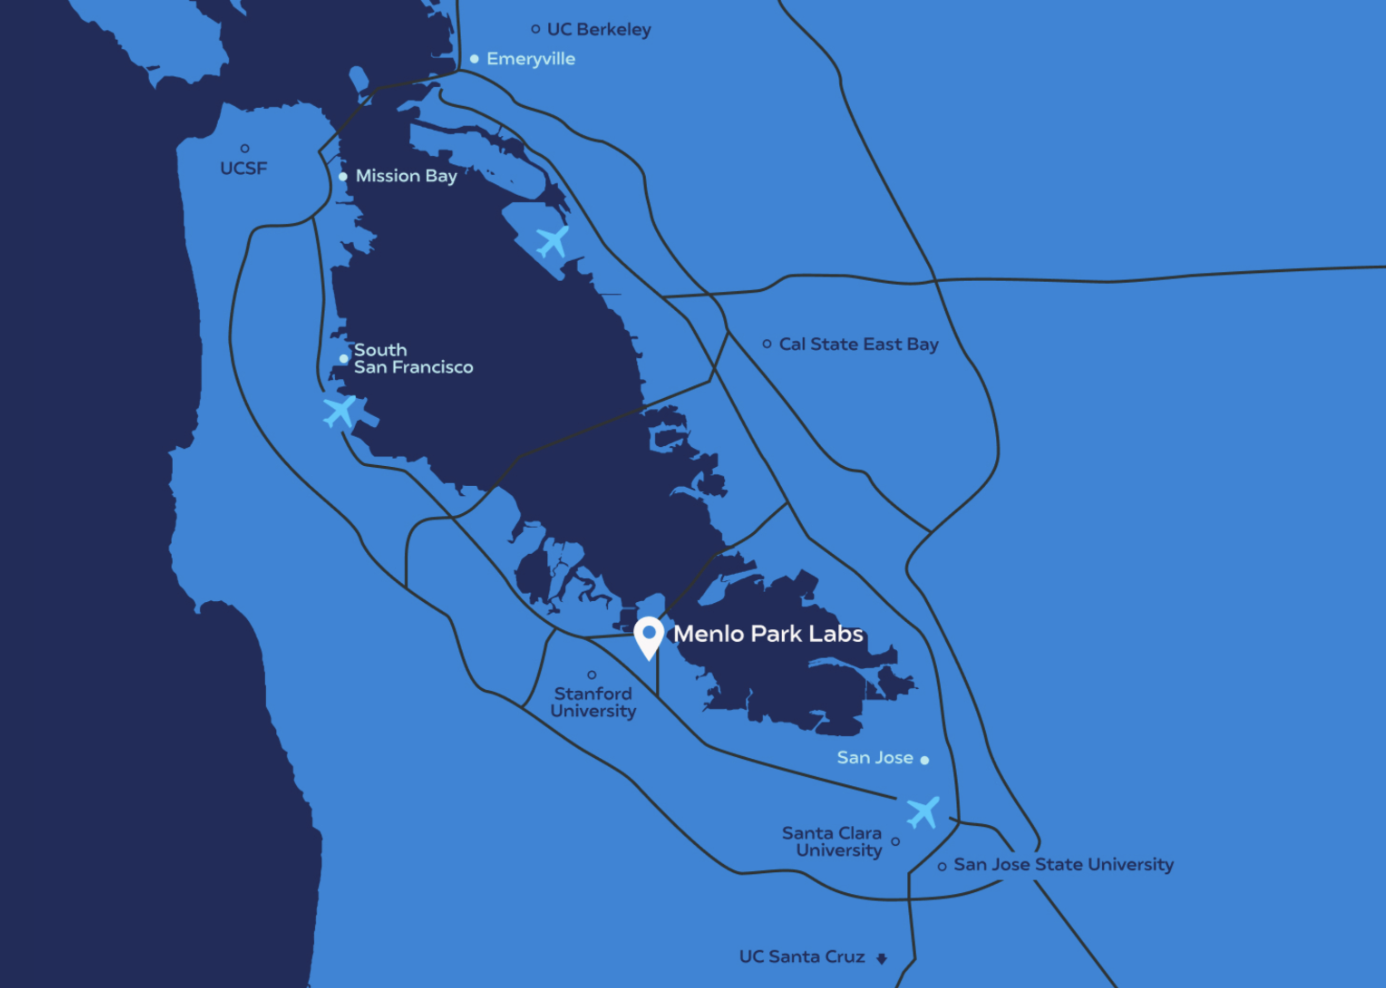 UC Berkeley
Emeryville
UCSF
Mission Bay
South
San Francisco
Cal State East Bay
Menlo Park Labs
Stanford
University
San Jose
Santa Clara
University
San Jose State University
UC Santa Cruz